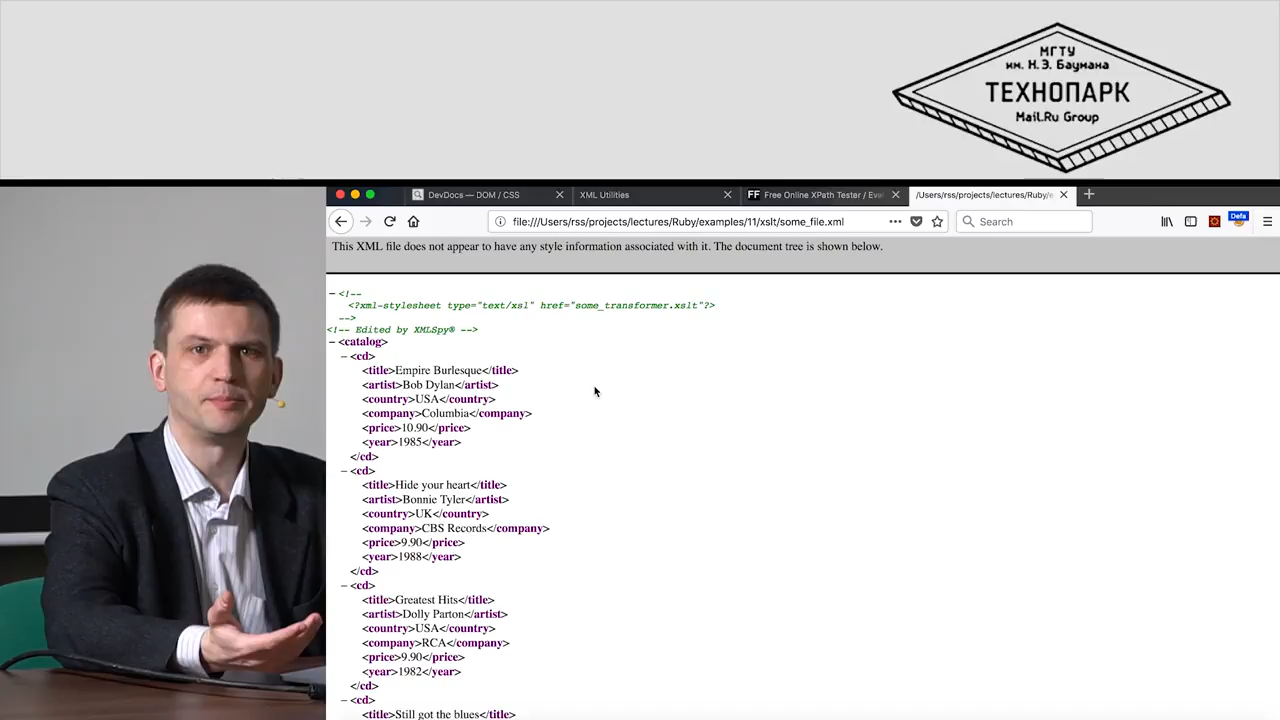 МГТУ
им. Н.Э. Баумана
ТЕХНОПАРК
Mail.Ru Group
DevDocs — DOM / CSS
XML Utilities
FF Free Online XPath Tester / Eval
/Users/rss/projects/lectures/Ruby/e
file:///Users/rss/projects/lectures/Ruby/examples/11/xslt/some_file.xml
Search
Defa
This XML file does not appear to have any style information associated with it. The document tree is shown below.
− <!--
<?xml-stylesheet type="text/xsl" href="some_transformer.xslt"?>
-->
<!-- Edited by XMLSpy® -->
− <catalog>
− <cd>
<title>Empire Burlesque</title>
<artist>Bob Dylan</artist>
<country>USA</country>
<company>Columbia</company>
<price>10.90</price>
<year>1985</year>
</cd>
− <cd>
<title>Hide your heart</title>
<artist>Bonnie Tyler</artist>
<country>UK</country>
<company>CBS Records</company>
<price>9.90</price>
<year>1988</year>
</cd>
− <cd>
<title>Greatest Hits</title>
<artist>Dolly Parton</artist>
<country>USA</country>
<company>RCA</company>
<price>9.90</price>
<year>1982</year>
</cd>
− <cd>
<title>Still got the blues</title>